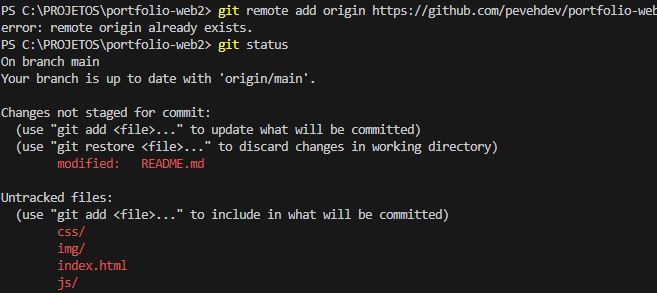 PS C:\PROJETOS\portfolio-web2> git remote add origin https://github.com/pevehdev/portfolio-web
error: remote origin already exists.
PS C:\PROJETOS\portfolio-web2> git status
On branch main
Your branch is up to date with 'origin/main'.
Changes not staged for commit:
(use "git add <file>..." to update what will be committed)
(use "git restore <file>..." to discard changes in working directory)
modified: README.md
Untracked files:
(use "git add <file>..." to include in what will be committed)
css/
img/
index.html
js/